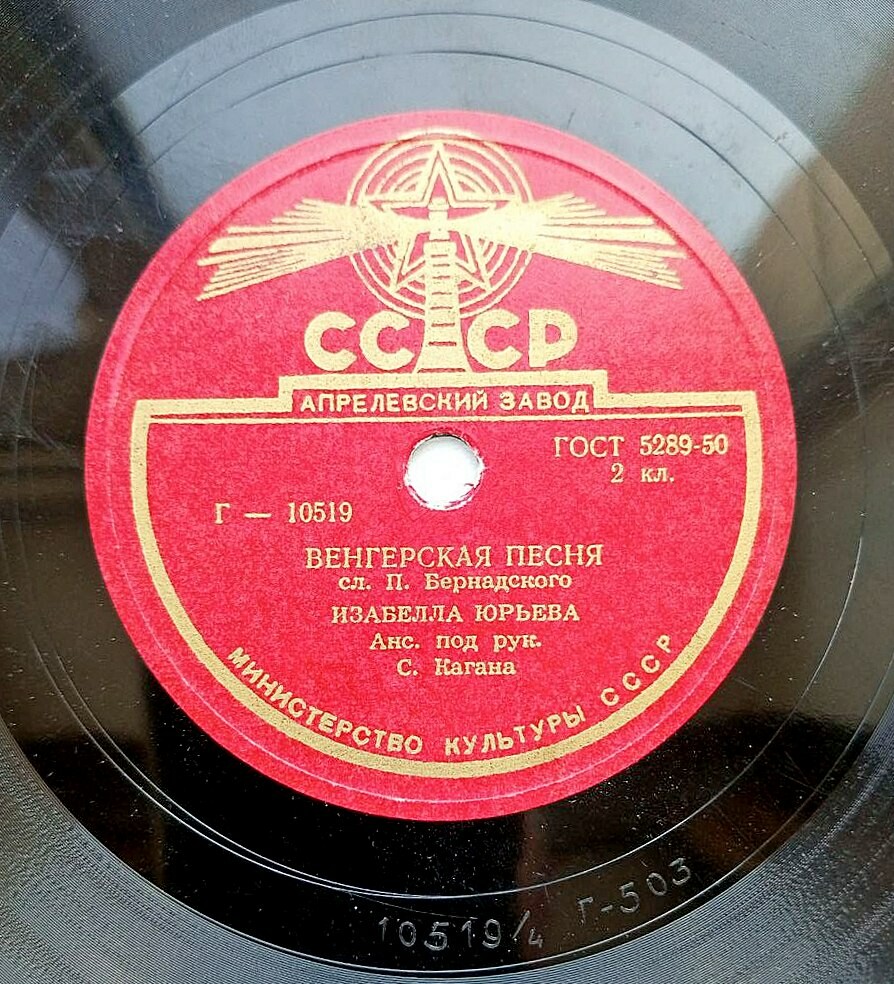 СССР
АПРЕЛЕВСКИЙ ЗАВОД
ГОСТ 5289-50
2 кл.
Г — 10519
ВЕНГЕРСКАЯ ПЕСНЯ
сл. П. Бернадского
ИЗАБЕЛЛА ЮРЬЕВА
Анс. под рук.
С. Кагана
МИНИСТЕРСТВО КУЛЬТУРЫ СССР
10519/4 Г-503